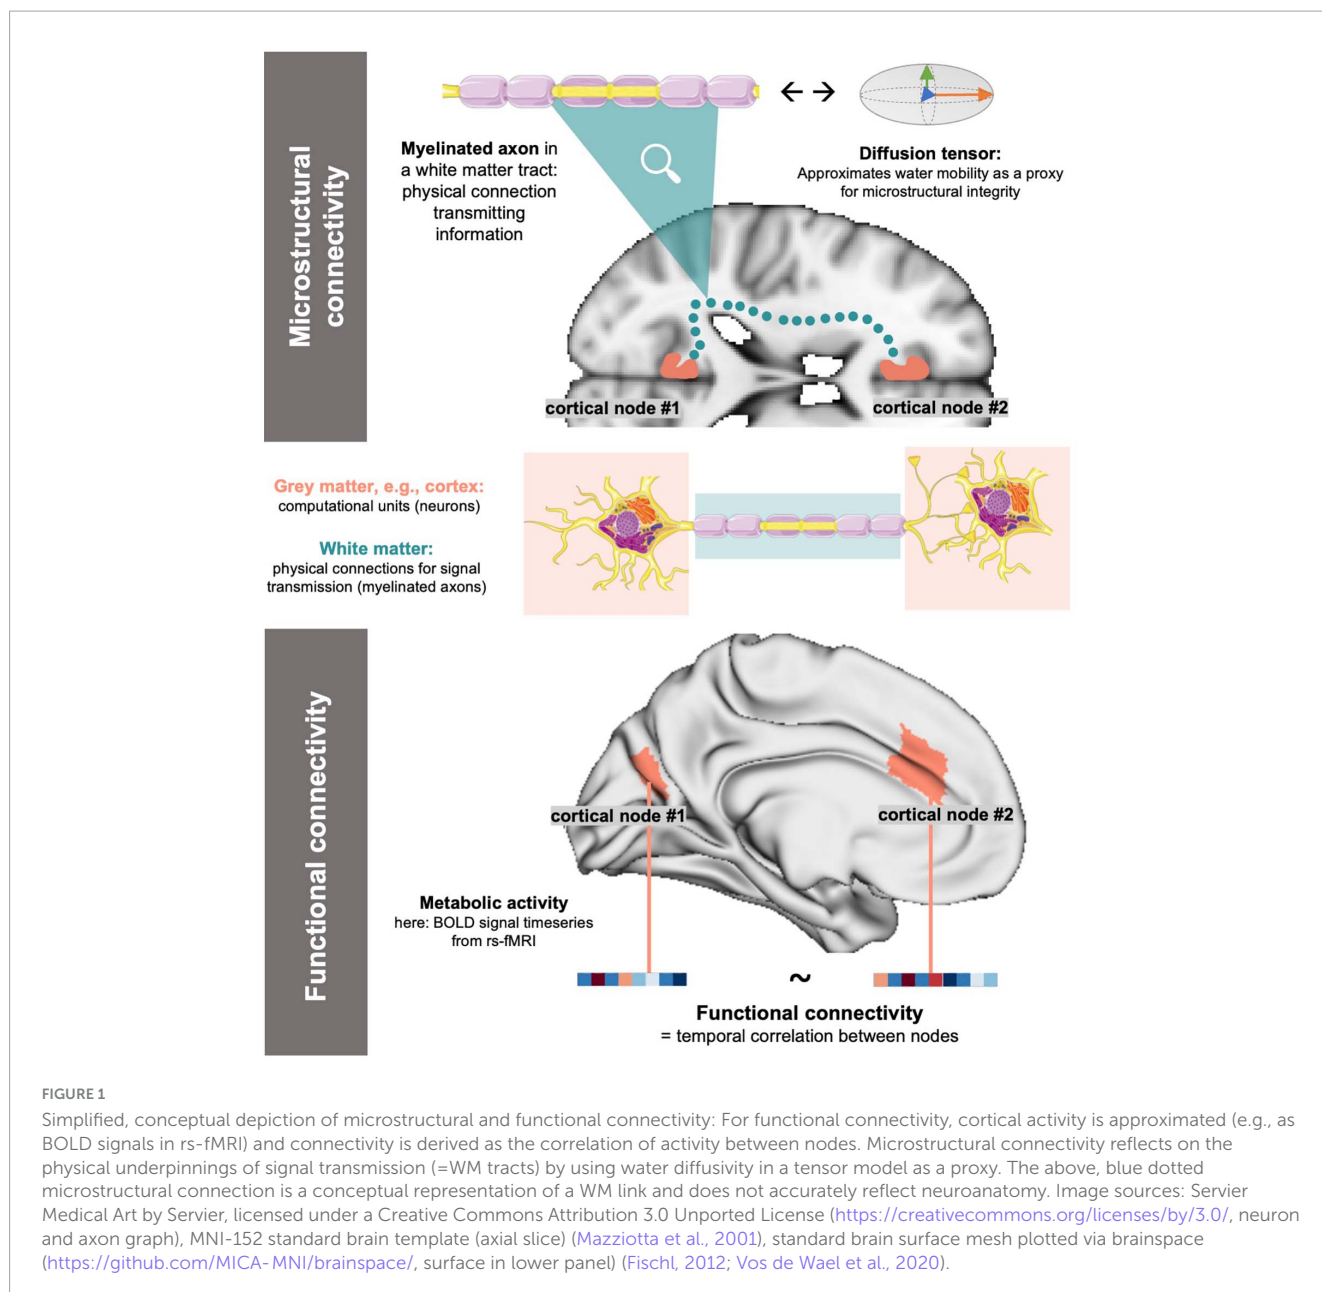 Microstructural
connectivity
Myelinated axon in
a white matter tract:
physical connection
transmitting
information
Diffusion tensor:
Approximates water mobility as a proxy
for microstructural integrity
cortical node #1
cortical node #2
Grey matter, e.g., cortex:
computational units (neurons)
White matter:
physical connections for signal
transmission (myelinated axons)
Functional connectivity
cortical node #1
cortical node #2
Metabolic activity
here: BOLD signal timeseries
from rs-fMRI
~
Functional connectivity
= temporal correlation between nodes
FIGURE 1
Simplified, conceptual depiction of microstructural and functional connectivity: For functional connectivity, cortical activity is approximated (e.g., as
BOLD signals in rs-fMRI) and connectivity is derived as the correlation of activity between nodes. Microstructural connectivity reflects on the
physical underpinnings of signal transmission (=WM tracts) by using water diffusivity in a tensor model as a proxy. The above, blue dotted
microstructural connection is a conceptual representation of a WM link and does not accurately reflect neuroanatomy. Image sources: Servier
Medical Art by Servier, licensed under a Creative Commons Attribution 3.0 Unported License (https://creativecommons.org/licenses/by/3.0/, neuron
and axon graph), MNI-152 standard brain template (axial slice) (Mazziotta et al., 2001), standard brain surface mesh plotted via brainspace
(https://github.com/MICA-MNI/brainspace/, surface in lower panel) (Fischl, 2012; Vos de Wael et al., 2020).